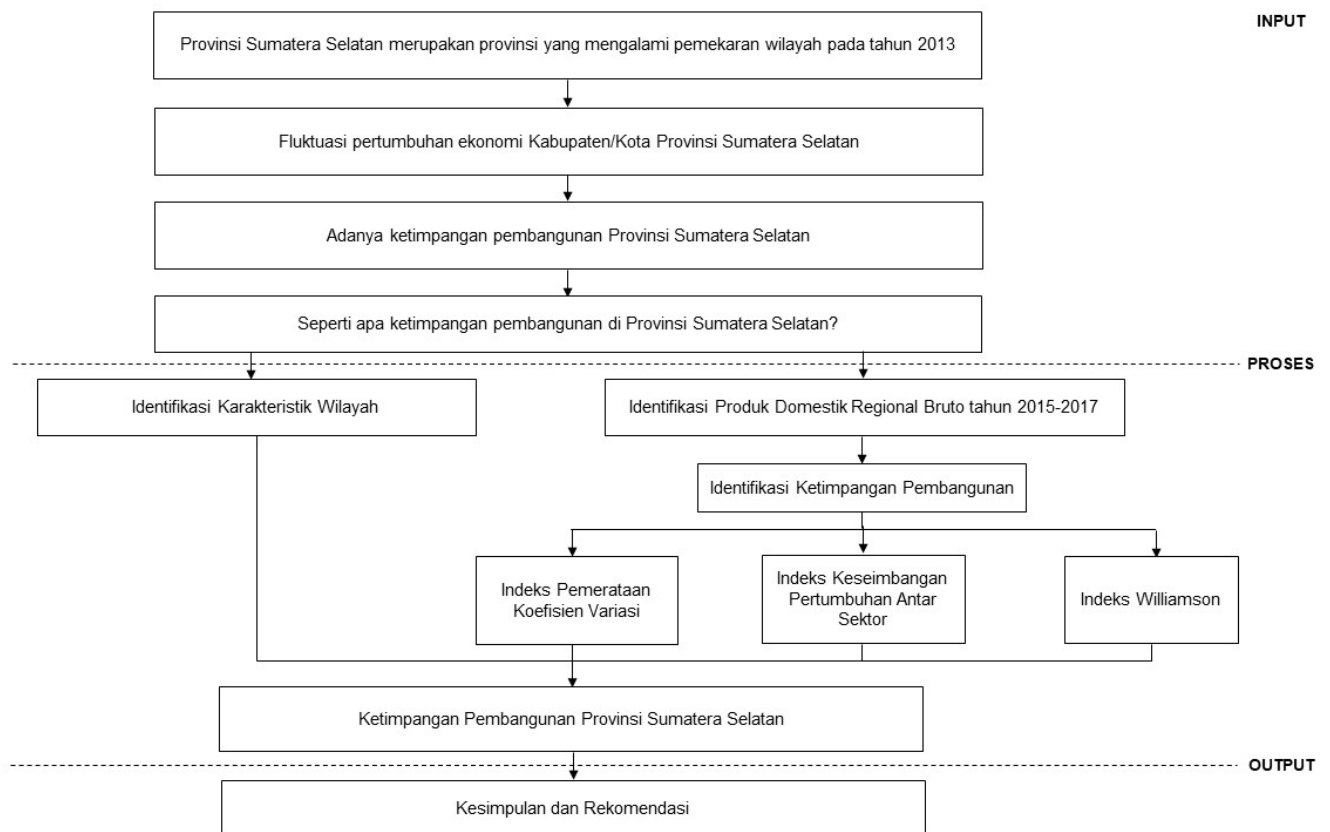 INPUT
Provinsi Sumatera Selatan merupakan provinsi yang mengalami pemekaran wilayah pada tahun 2013
Fluktuasi pertumbuhan ekonomi Kabupaten/Kota Provinsi Sumatera Selatan
Adanya ketimpangan pembangunan Provinsi Sumatera Selatan
Seperti apa ketimpangan pembangunan di Provinsi Sumatera Selatan?
PROSES
Identifikasi Karakteristik Wilayah
Identifikasi Produk Domestik Regional Bruto tahun 2015-2017
Identifikasi Ketimpangan Pembangunan
Indeks Pemerataan
Koefisien Variasi
Indeks Keseimbangan
Pertumbuhan Antar
Sektor
Indeks Williamson
Ketimpangan Pembangunan Provinsi Sumatera Selatan
OUTPUT
Kesimpulan dan Rekomendasi